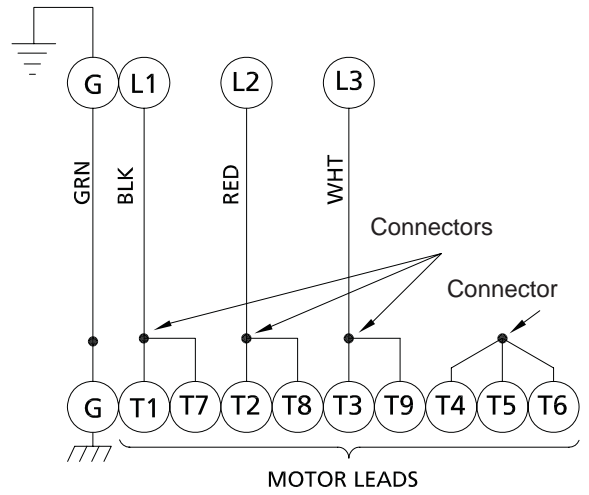 G L1 L2 L3
GRN BLK RED WHT
Connectors
Connector
G T1 T7 T2 T8 T3 T9 T4 T5 T6
MOTOR LEADS